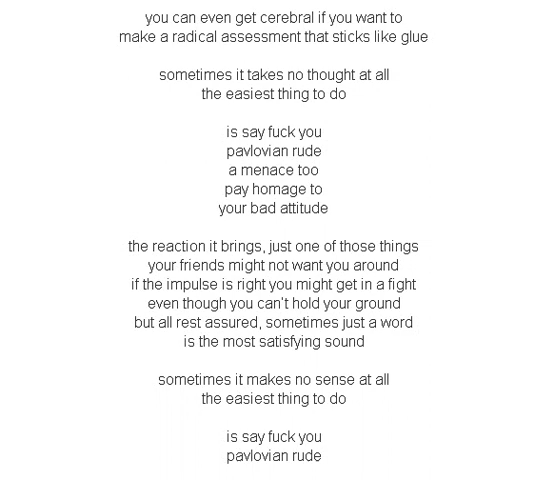 you can even get cerebral if you want to
make a radical assessment that sticks like glue
sometimes it takes no thought at all
the easiest thing to do
is say fuck you
pavlovian rude
a menace too
pay homage to
your bad attitude
the reaction it brings, just one of those things
your friends might not want you around
if the impulse is right you might get in a fight
even though you can't hold your ground
but all rest assured, sometimes just a word
is the most satisfying sound
sometimes it makes no sense at all
the easiest thing to do
is say fuck you
pavlovian rude